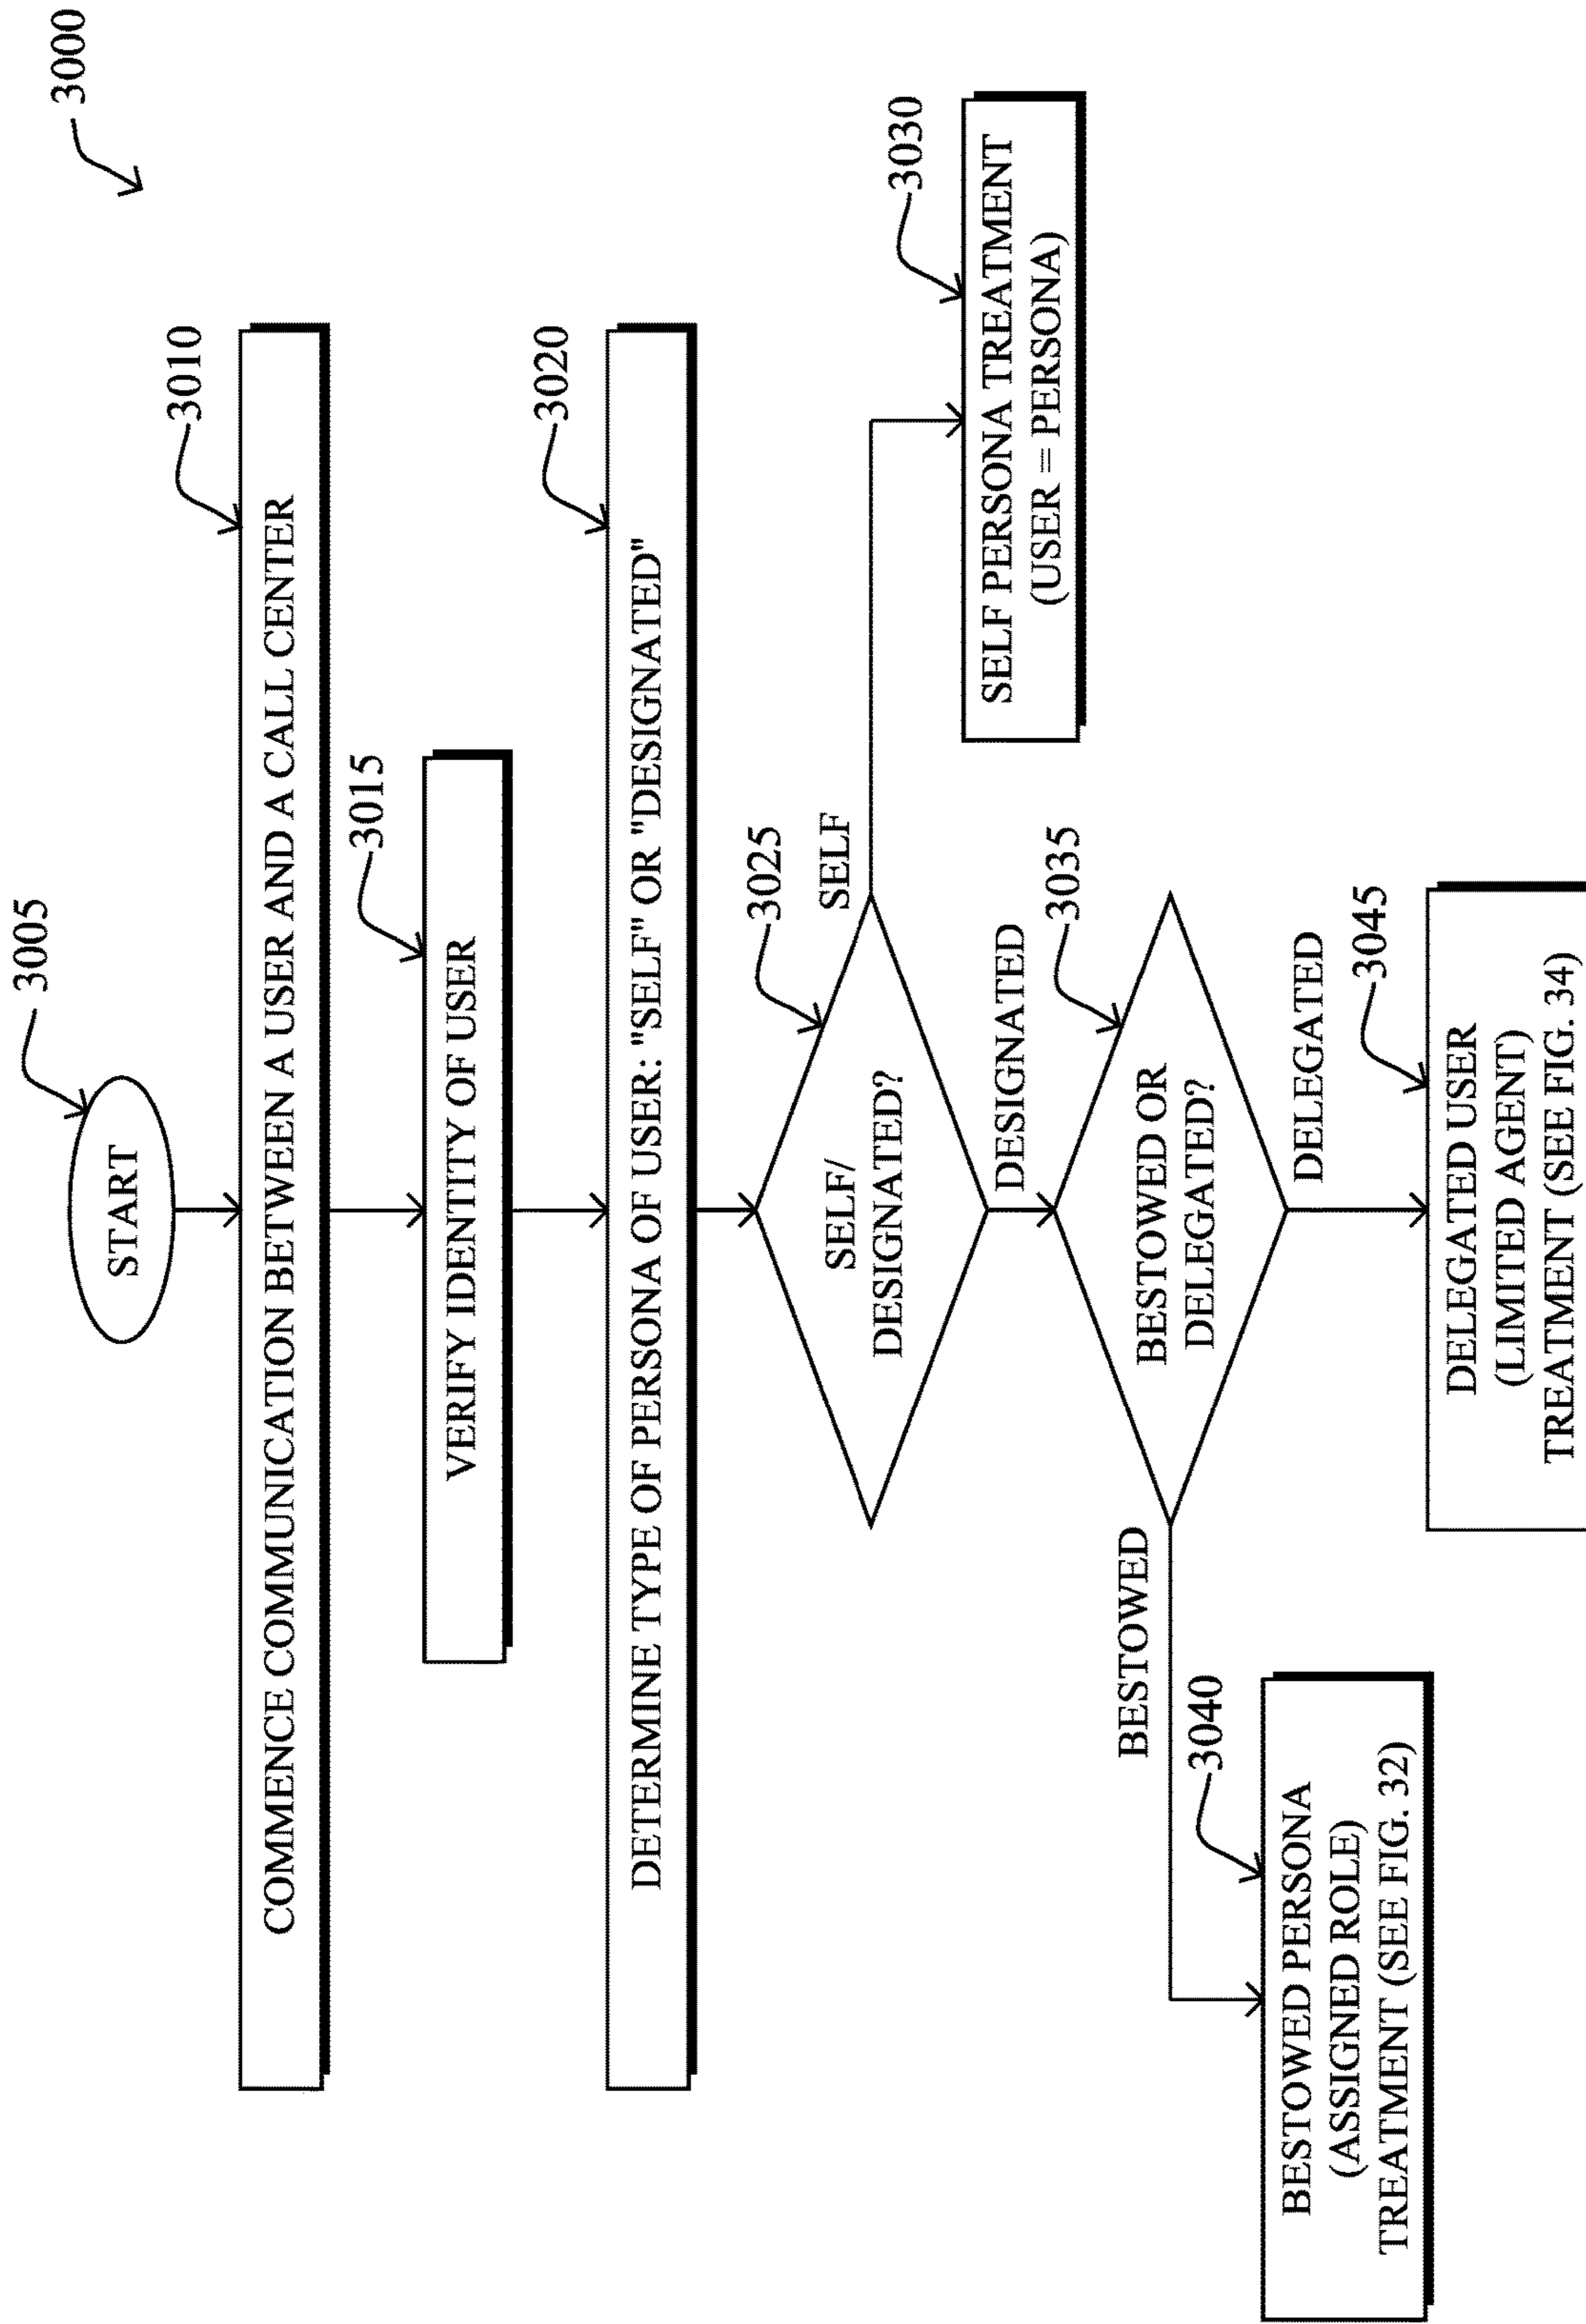 3000
3005
START
3010
COMMENCE COMMUNICATION BETWEEN A USER AND A CALL CENTER
3015
VERIFY IDENTITY OF USER
3020
DETERMINE TYPE OF PERSONA OF USER: "SELF" OR "DESIGNATED"
3025
SELF/
DESIGNATED?
SELF
3030
SELF PERSONA TREATMENT
(USER = PERSONA)
DESIGNATED
3035
BESTOWED OR
DELEGATED?
BESTOWED
3040
BESTOWED PERSONA
(ASSIGNED ROLE)
TREATMENT (SEE FIG. 32)
DELEGATED
3045
DELEGATED USER
(LIMITED AGENT)
TREATMENT (SEE FIG. 34)